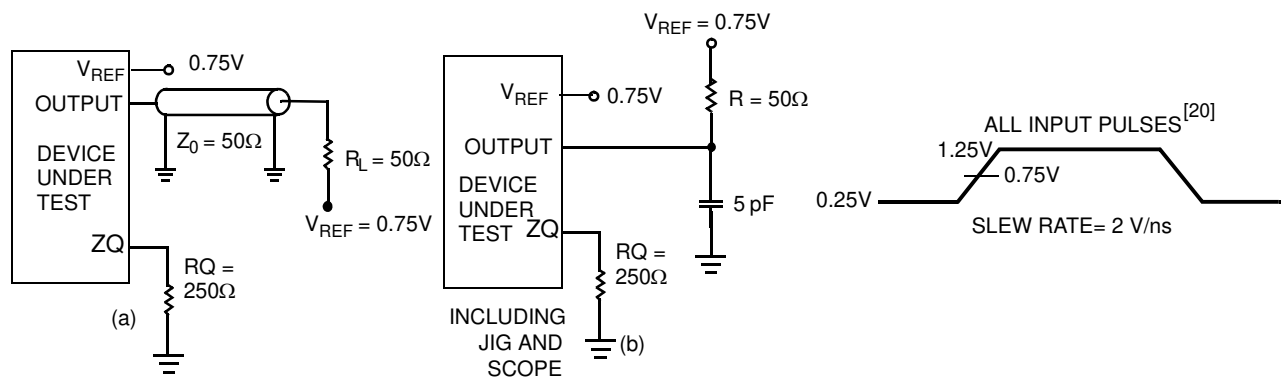 V_REF
0.75V
OUTPUT
Z_0 = 50Ω
DEVICE
UNDER
TEST
R_L = 50Ω
V_REF = 0.75V
ZQ
RQ =
250Ω
(a)
V_REF = 0.75V
R = 50Ω
V_REF
0.75V
OUTPUT
DEVICE
UNDER
TEST
ZQ
5 pF
RQ =
250Ω
INCLUDING
JIG AND
SCOPE
(b)
ALL INPUT PULSES[20]
1.25V
0.75V
0.25V
SLEW RATE= 2 V/ns